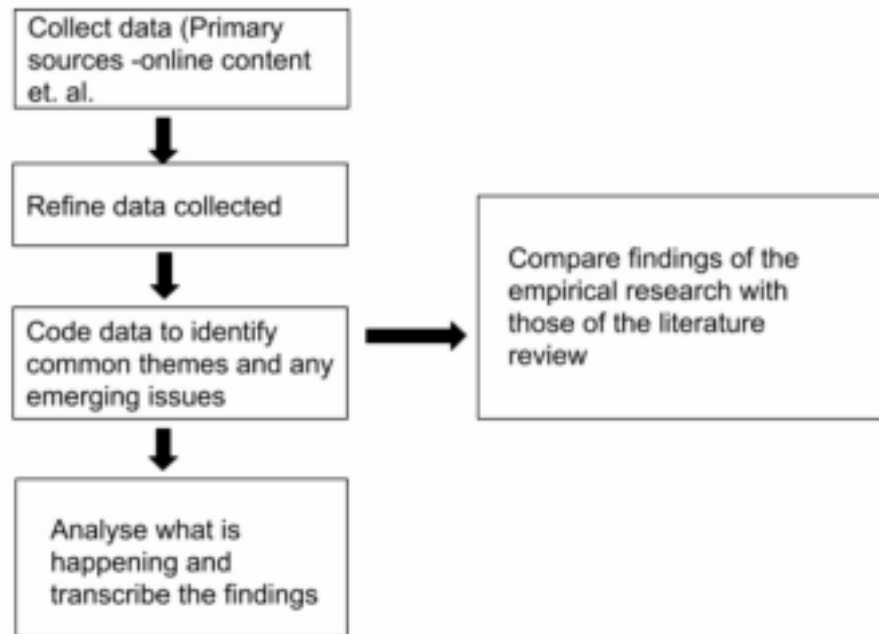 Collect data (Primary
sources -online content
et. al.
Refine data collected
Code data to identify
common themes and any
emerging issues
Compare findings of the
empirical research with
those of the literature
review
Analyse what is
happening and
transcribe the findings